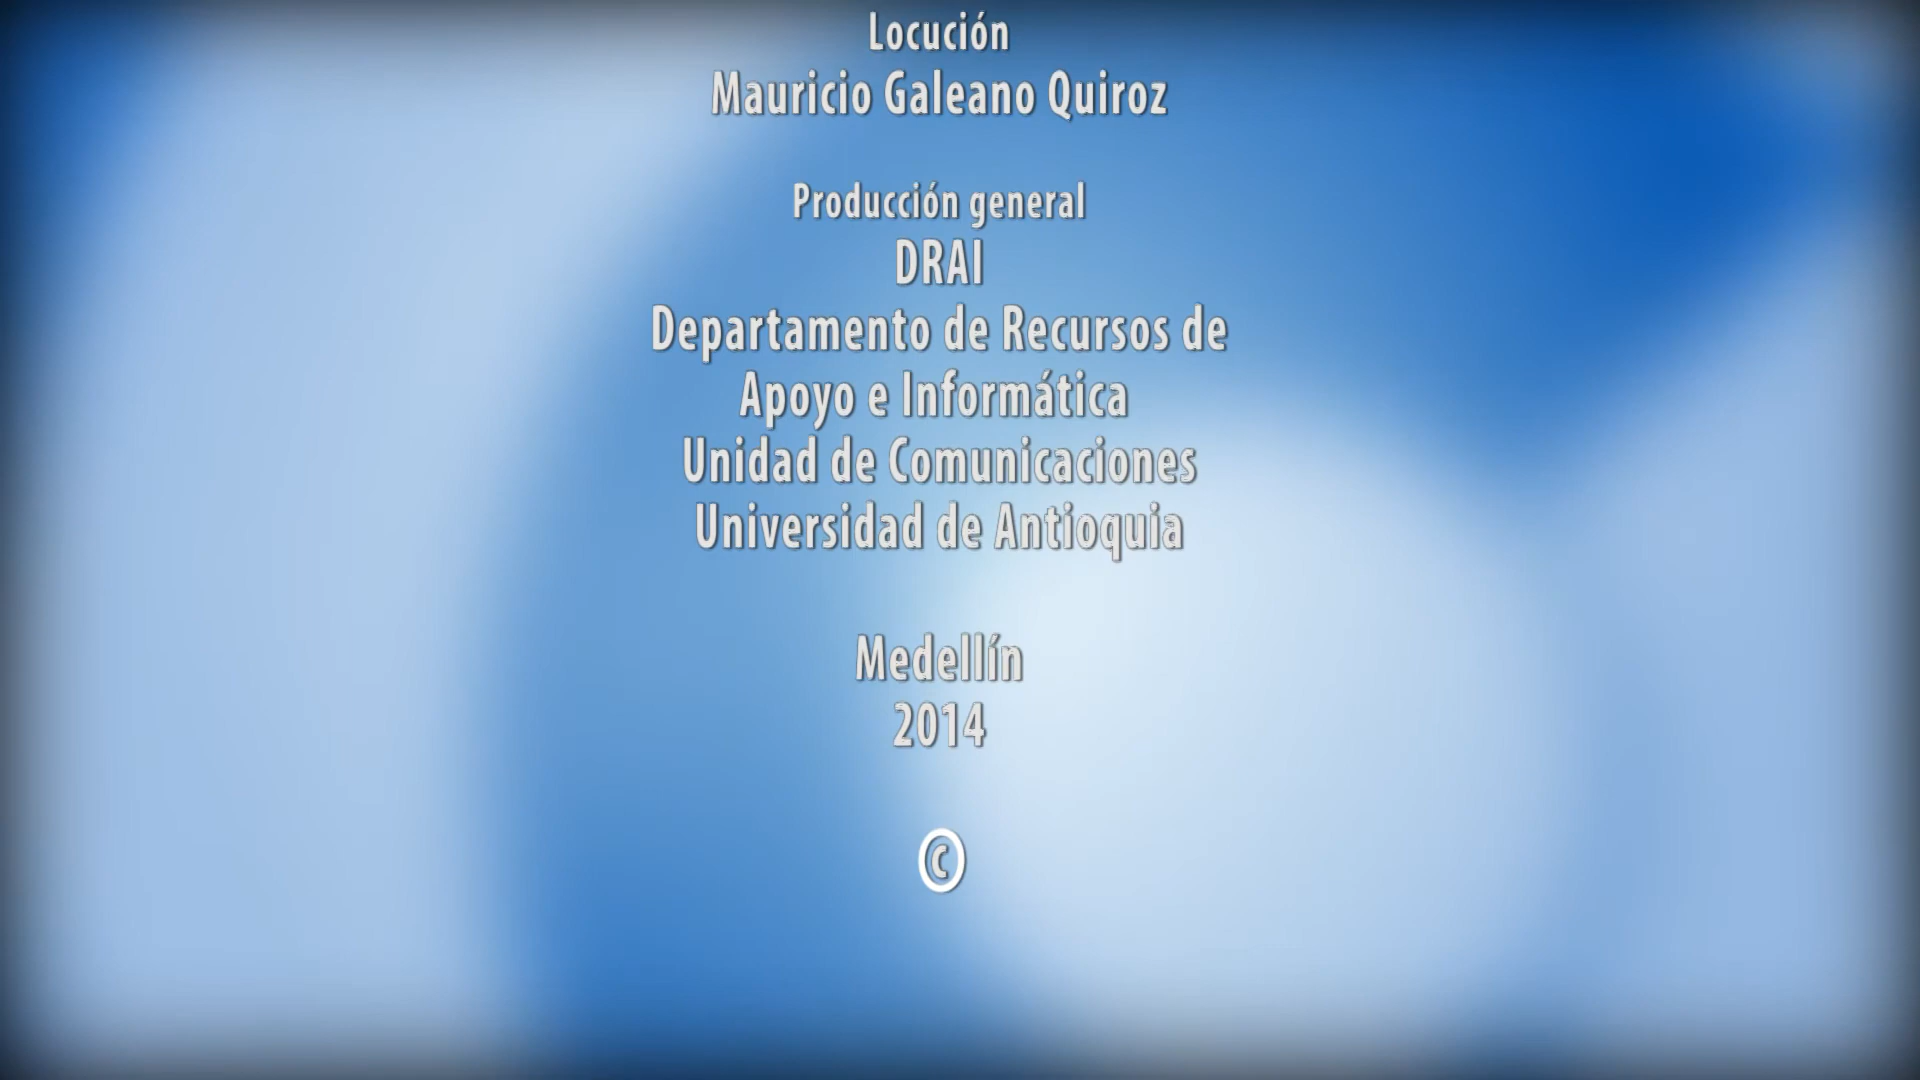 Locución
Mauricio Galeano Quiroz
Producción general
DRAI
Departamento de Recursos de
Apoyo e Informática
Unidad de Comunicaciones
Universidad de Antioquia
Medellín
2014
©